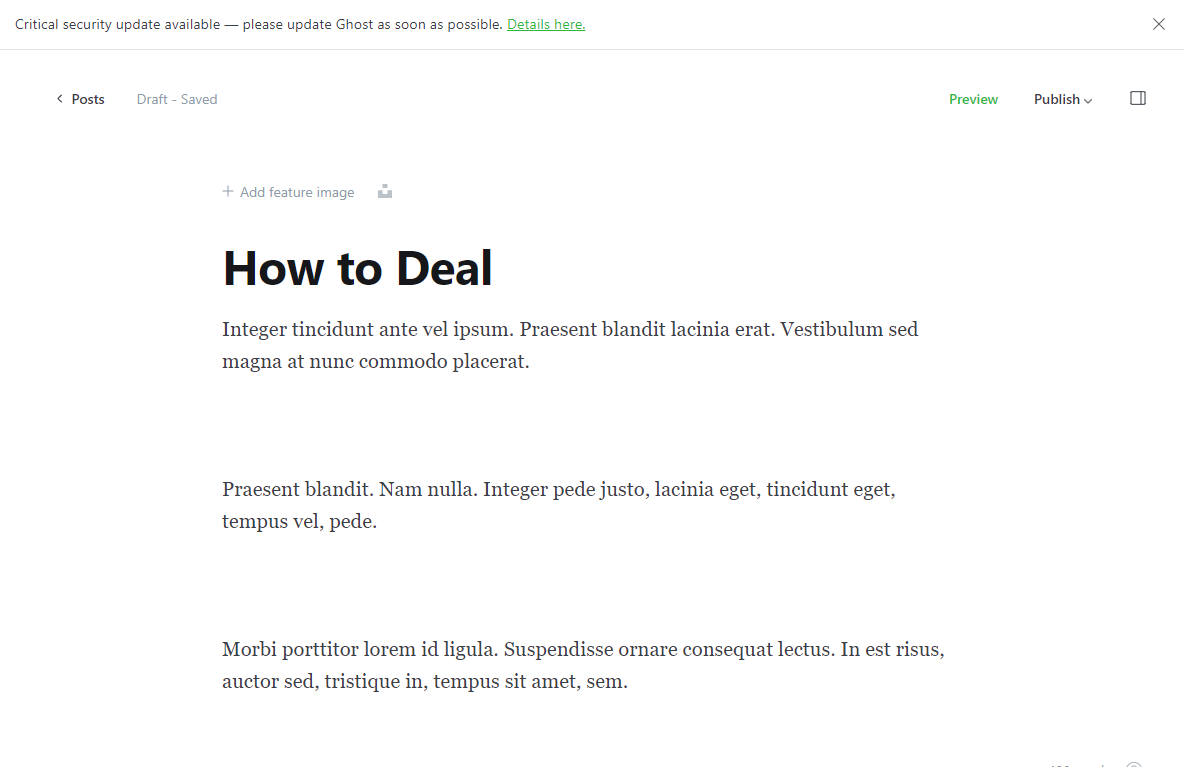 Critical security update available — please update Ghost as soon as possible. Details here.
Posts
Draft - Saved
Preview
Publish
Add feature image
How to Deal
Integer tincidunt ante vel ipsum. Praesent blandit lacinia erat. Vestibulum sed
magna at nunc commodo placerat.
Praesent blandit. Nam nulla. Integer pede justo, lacinia eget, tincidunt eget,
tempus vel, pede.
Morbi porttitor lorem id ligula. Suspendisse ornare consequat lectus. In est risus,
auctor sed, tristique in, tempus sit amet, sem.